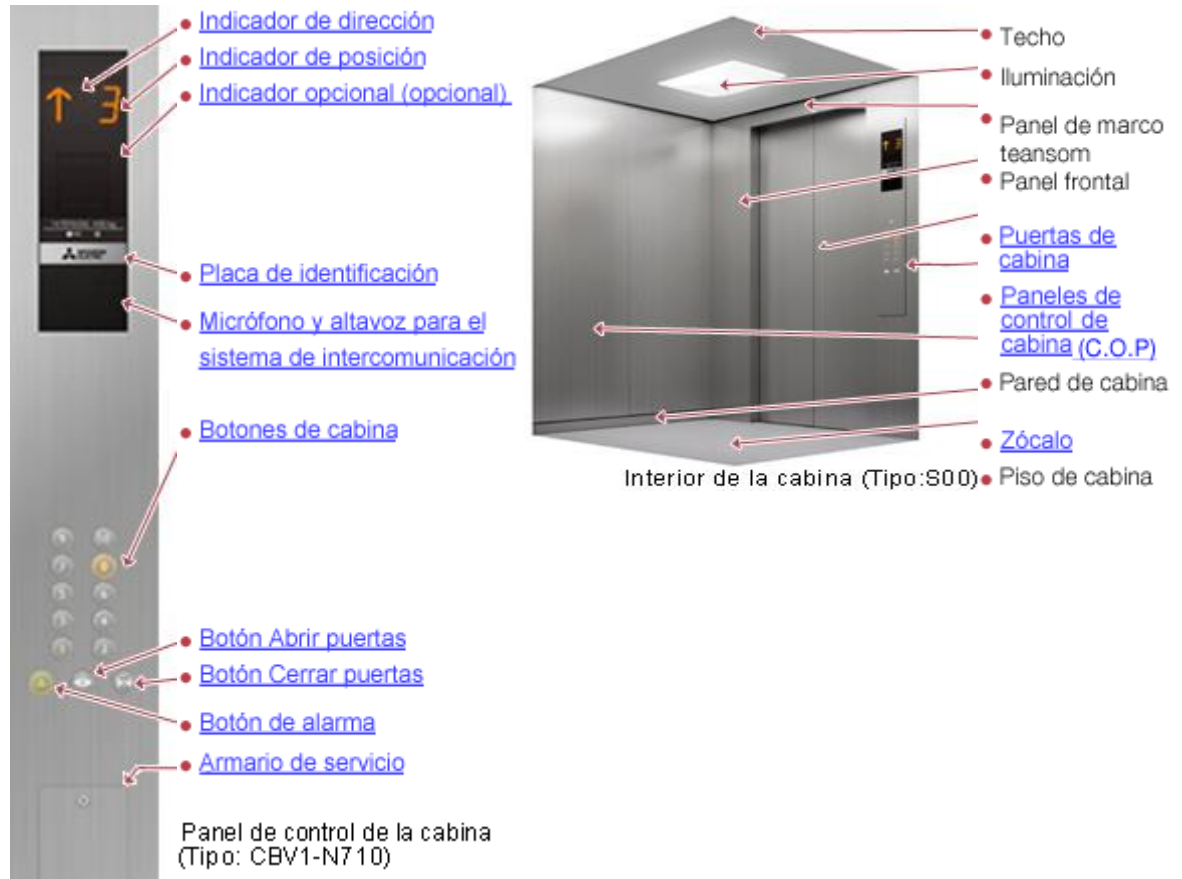 Indicador de dirección
Indicador de posición
Indicador opcional (opcional)
3
Placa de identificación
Micrófono y altavoz para el
sistema de intercomunicación
Botones de cabina
Botón Abrir puertas
Botón Cerrar puertas
Botón de alarma
Armario de servicio
Panel de control de la cabina
(Tipo: CBV1-N710)
Techo
Iluminación
Panel de marco
teansom
Panel frontal
Puertas de
cabina
Paneles de
control de
cabina (C.O.P)
Pared de cabina
Zócalo
Piso de cabina
Interior de la cabina (Tipo:S00)